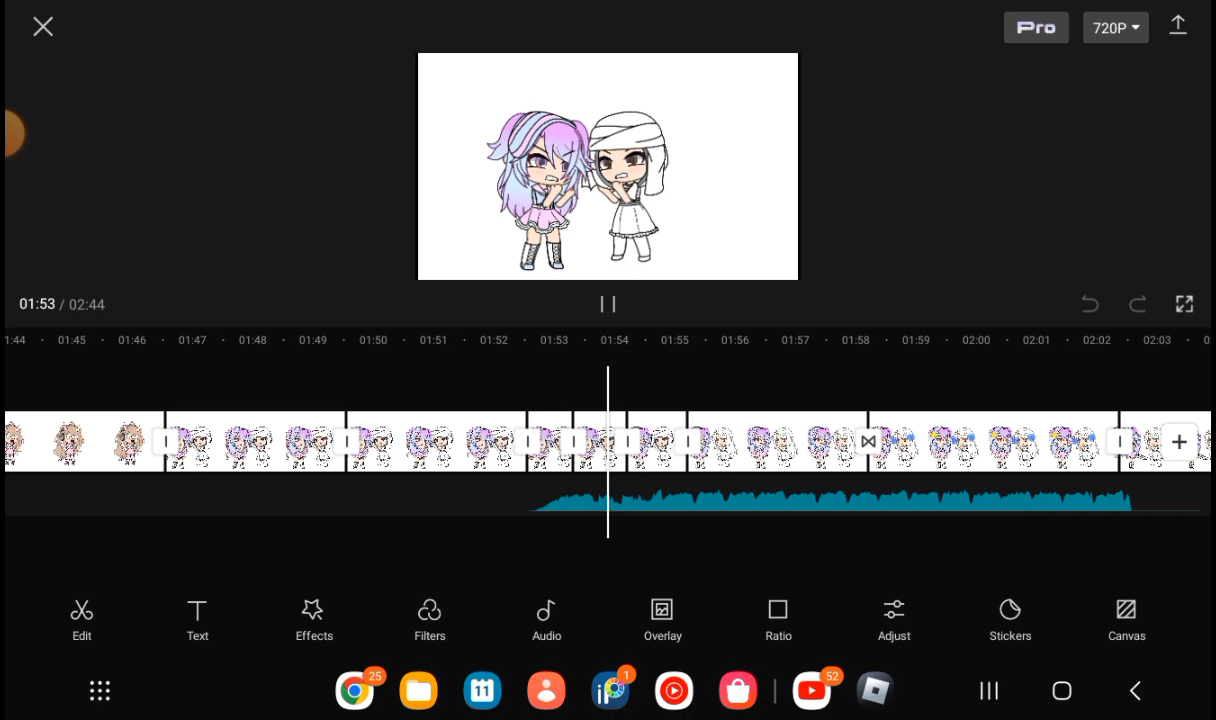 Pro 720P
01:53 / 02:44
1:44 01:45 01:46 01:47 01:48 01:49 01:50 01:51 01:52 01:53 01:54 01:55 01:56 01:57 01:58 01:59 02:00 02:01 02:02 02:03 0
Edit Text Effects Filters Audio Overlay Ratio Adjust Stickers Canvas
25 11 iP 1 52